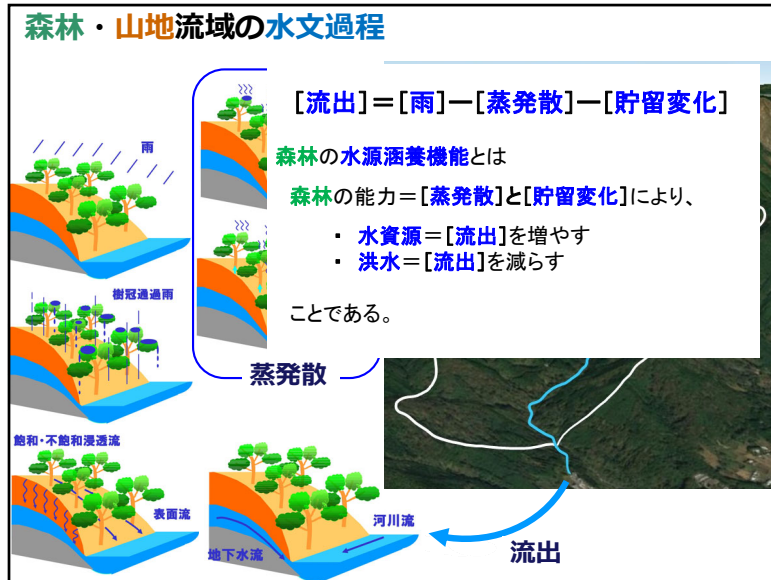 森林・山地流域の水文過程
[流出]=[雨]ー[蒸発散]ー[貯留変化]
森林の水源涵養機能とは
森林の能力=[蒸発散]と[貯留変化]により、
・ 水資源=[流出]を増やす
・ 洪水=[流出]を減らす
ことである。
雨
樹冠通過雨
蒸発散
飽和・不飽和浸透流
表面流
地下水流
河川流
流出